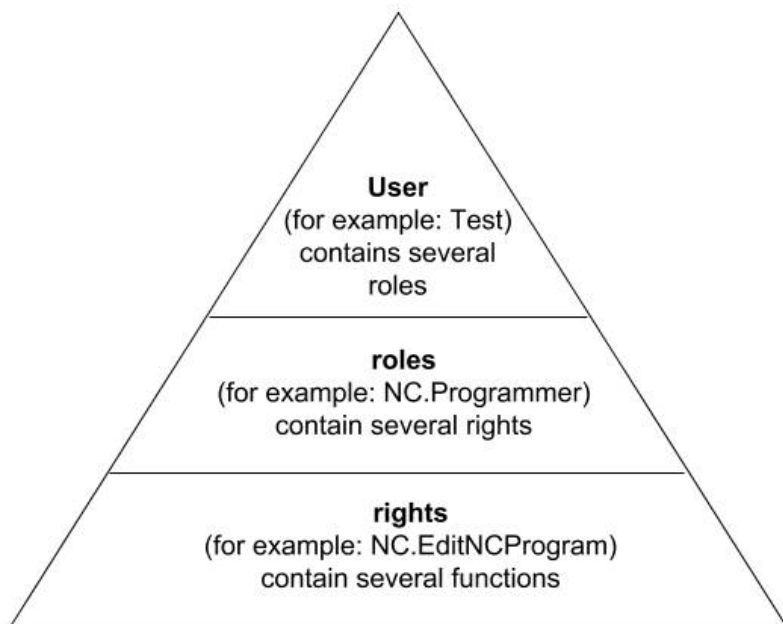 User
(for example: Test)
contains several
roles
roles
(for example: NC.Programmer)
contain several rights
rights
(for example: NC.EditNCProgram)
contain several functions